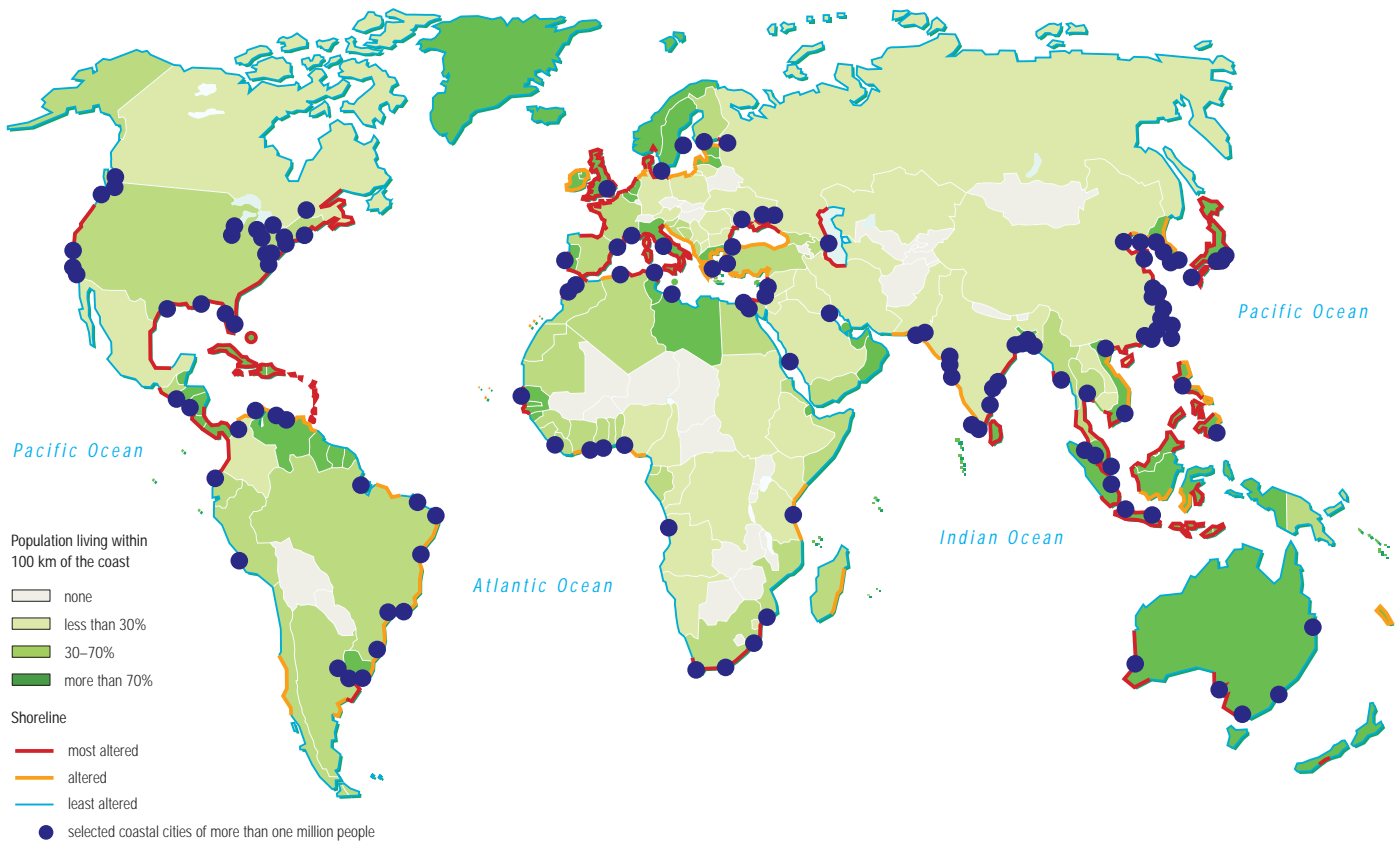 Pacific Ocean
Pacific Ocean
Indian Ocean
Atlantic Ocean
Population living within
100 km of the coast
none
less than 30%
30–70%
more than 70%
Shoreline
most altered
altered
least altered
selected coastal cities of more than one million people